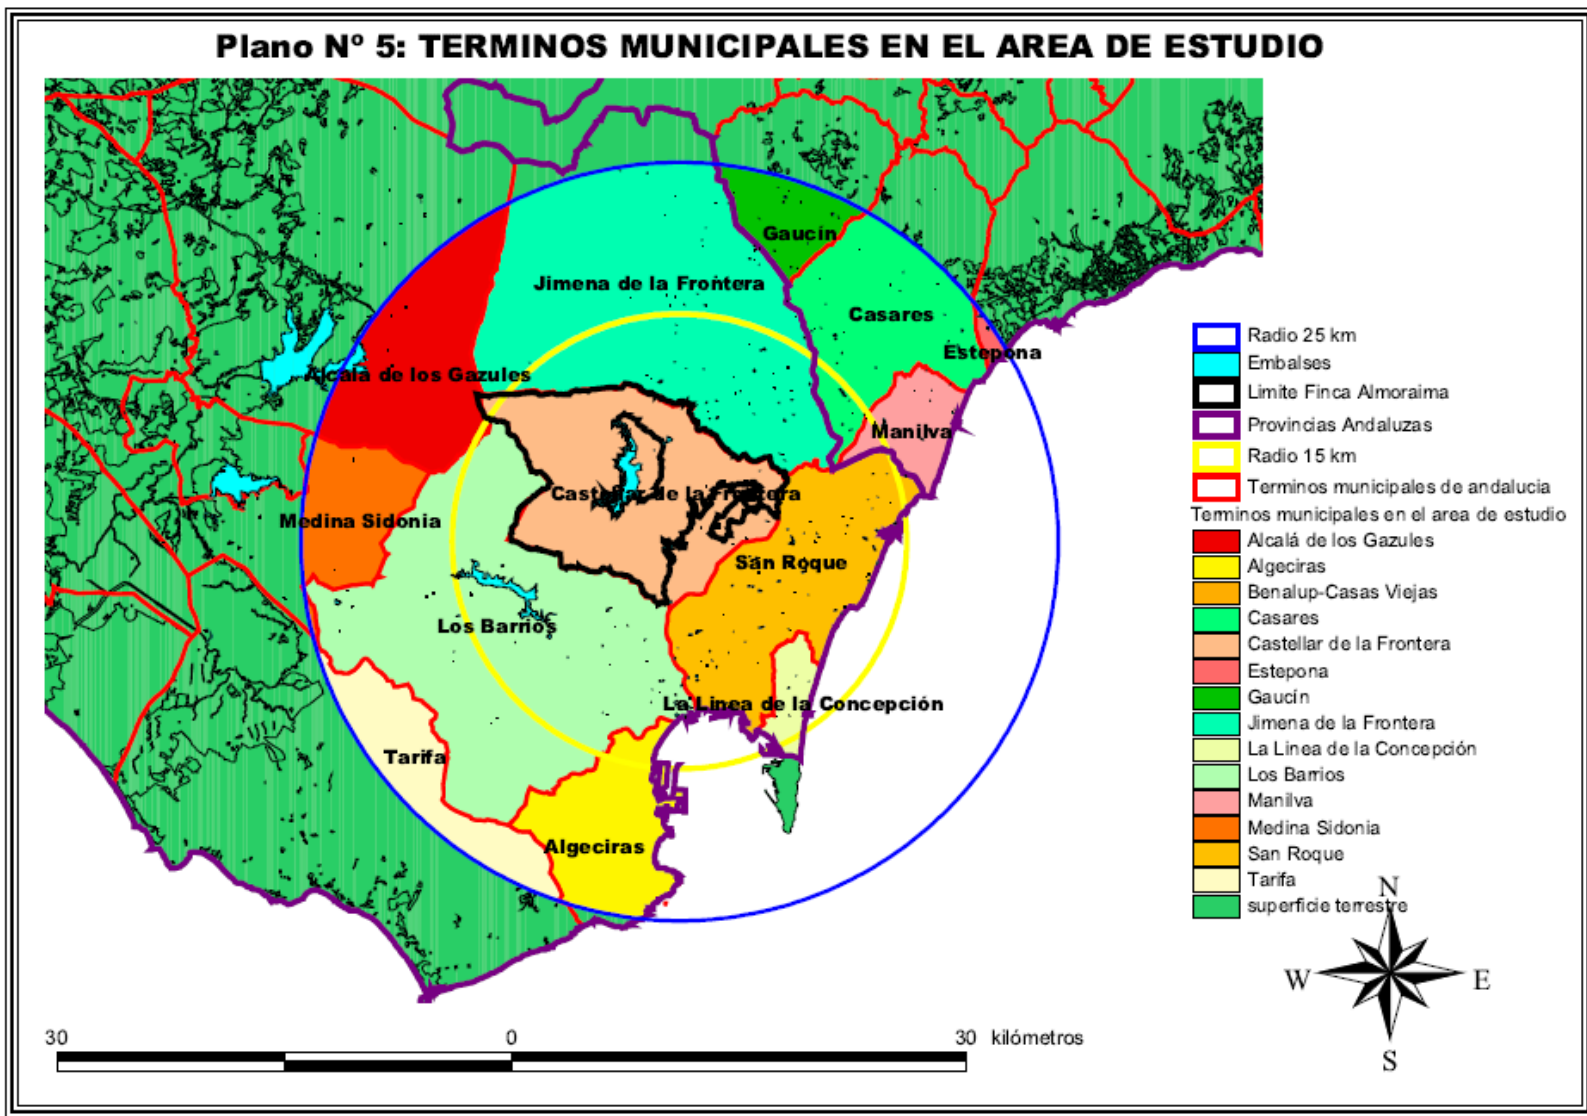 Plano Nº 5: TERMINOS MUNICIPALES EN EL AREA DE ESTUDIO
Gaucín
Jimena de la Frontera
Casares
Estepona
Alcalá de los Gazules
Manilva
Castellar de la Frontera
Medina Sidonia
San Roque
Los Barrios
La Linea de la Concepción
Tarifa
Algeciras
Radio 25 km
Embalses
Limite Finca Almoraima
Provincias Andaluzas
Radio 15 km
Terminos municipales de andalucia
Terminos municipales en el area de estudio
Alcalá de los Gazules
Algeciras
Benalup-Casas Viejas
Casares
Castellar de la Frontera
Estepona
Gaucín
Jimena de la Frontera
La Linea de la Concepción
Los Barrios
Manilva
Medina Sidonia
San Roque
Tarifa
superficie terrestre
N
W E
S
30 0 30 kilómetros